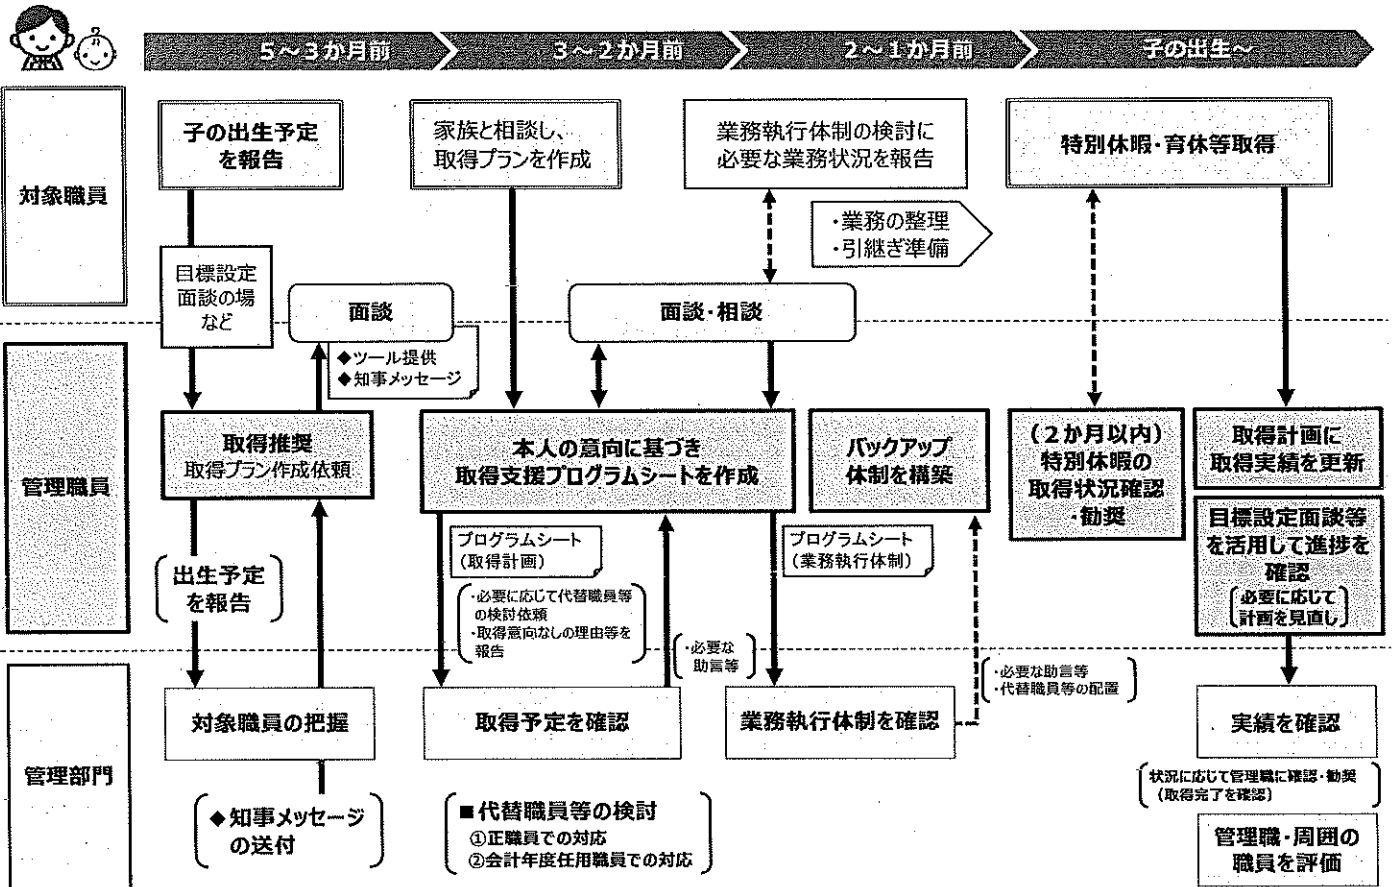 5～3か月前
3～2か月前
2～1か月前
子の出生～
対象職員
子の出生予定
を報告
家族と相談し、
取得プランを作成
業務執行体制の検討に
必要な業務状況を報告
特別休暇・育休等取得
・業務の整理
・引継ぎ準備
目標設定
面談の場
など
面談
面談・相談
◆ツール提供
◆知事メッセージ
管理職員
取得推奨
取得プラン作成依頼
本人の意向に基づき
取得支援プログラムシートを作成
バックアップ
体制を構築
（2か月以内）
特別休暇の
取得状況確認
・勧奨
取得計画に
取得実績を更新
目標設定面談等
を活用して進捗を
確認
必要に応じて
計画を見直し
出生予定
を報告
プログラムシート
（取得計画）
・必要に応じて代替職員等
の検討依頼
・取得意向なしの理由等を
報告
・必要な
助言等
プログラムシート
（業務執行体制）
・必要な助言等
・代替職員等の配置
管理部門
対象職員の把握
取得予定を確認
業務執行体制を確認
実績を確認
◆知事メッセージ
の送付
■代替職員等の検討
①正職員での対応
②会計年度任用職員での対応
状況に応じて管理職に確認・勧奨
（取得完了を確認）
管理職・周囲の
職員を評価